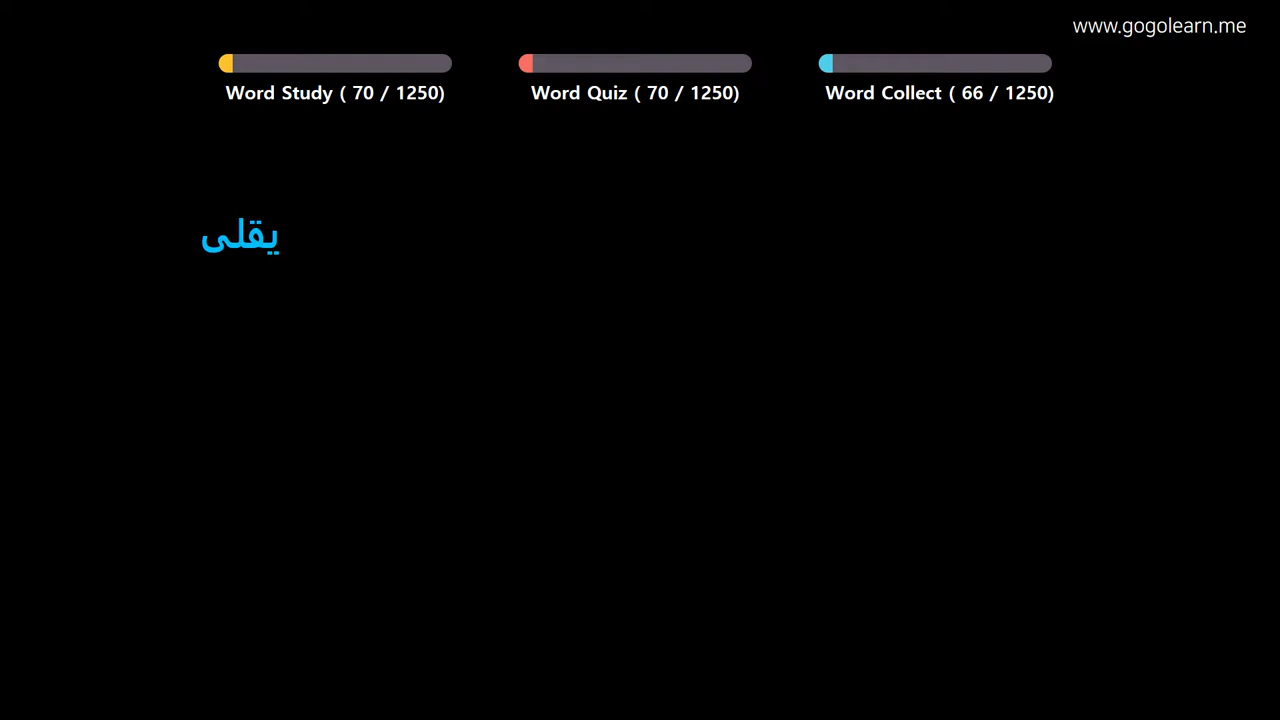 www.gogolearn.me
Word Study ( 70 / 1250)
Word Quiz ( 70 / 1250)
Word Collect ( 66 / 1250)
يقلى